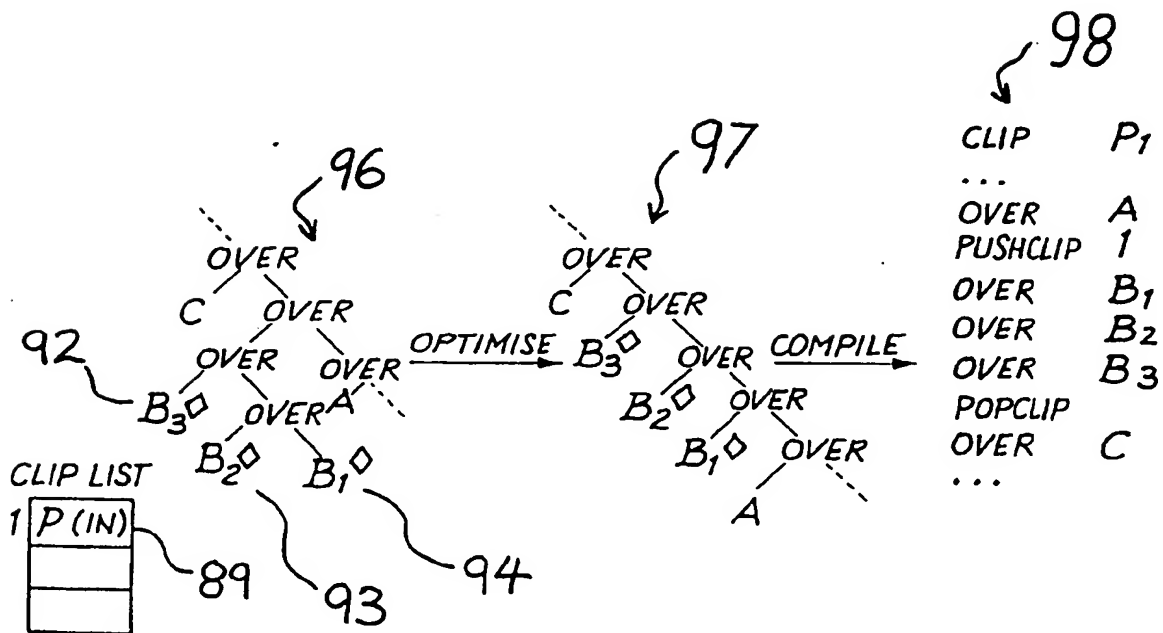 98
CLIP P1
...
OVER A
PUSHCLIP 1
OVER B1
OVER B2
OVER B3
POPCLIP
OVER C
...
96
OVER
C OVER
92 OVER OVER
B3◇ OVER A
B2◇ B1◇
93 94
CLIP LIST
1 P (IN)
89
OPTIMISE
97
OVER
C OVER
B3◇ OVER
B2◇ OVER
B1◇ OVER
A
COMPILE